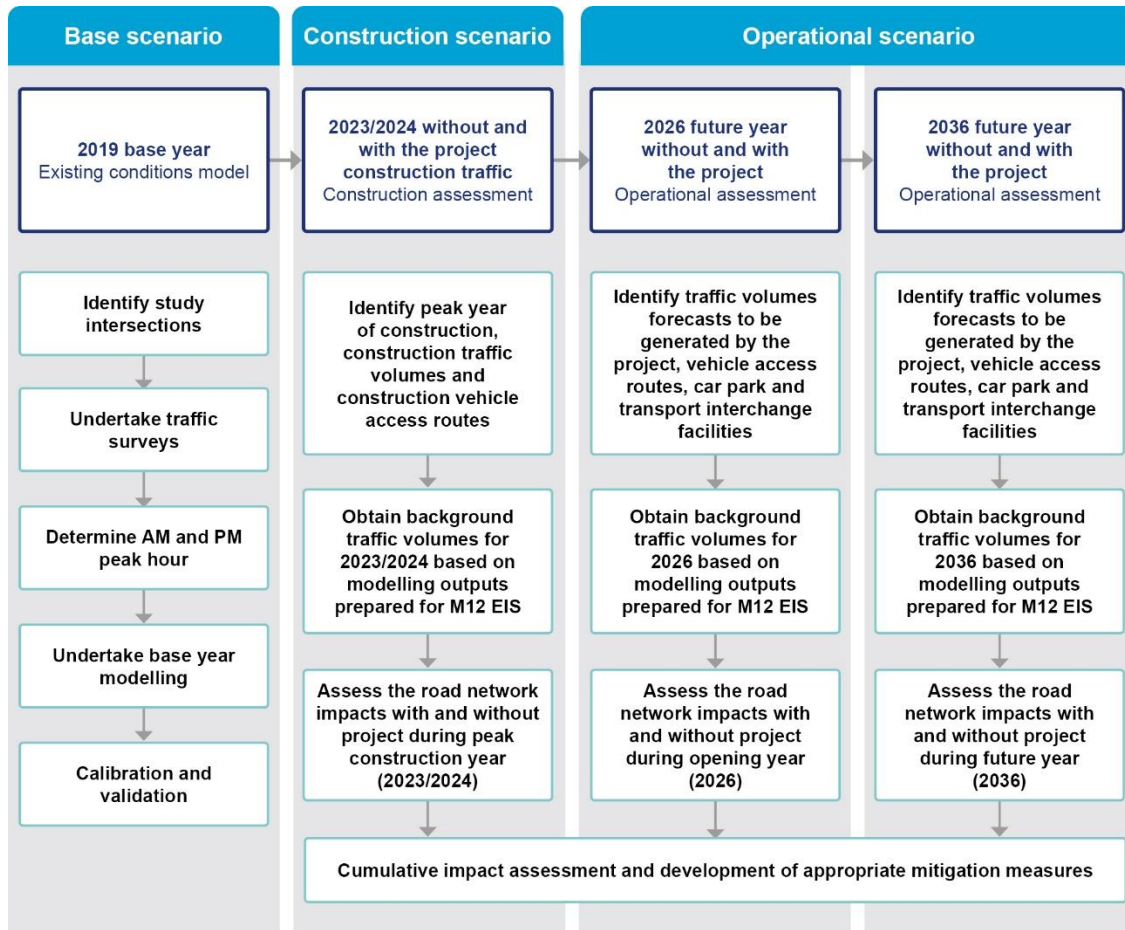 Base scenario
Construction scenario
Operational scenario
2019 base year
Existing conditions model
2023/2024 without and
with the project
construction traffic
Construction assessment
2026 future year
without and with
the project
Operational assessment
2036 future year
without and with
the project
Operational assessment
Identify study
intersections
Undertake traffic
surveys
Determine AM and PM
peak hour
Undertake base year
modelling
Calibration and
validation
Identify peak year
of construction,
construction traffic
volumes and
construction vehicle
access routes
Obtain background
traffic volumes for
2023/2024 based on
modelling outputs
prepared for M12 EIS
Assess the road network
impacts with and without
project during peak
construction year
(2023/2024)
Identify traffic volumes
forecasts to be
generated by the
project, vehicle access
routes, car park and
transport interchange
facilities
Obtain background
traffic volumes for
2026 based on
modelling outputs
prepared for M12 EIS
Assess the road
network impacts with
and without project
during opening year
(2026)
Identify traffic volumes
forecasts to be
generated by the
project, vehicle access
routes, car park and
transport interchange
facilities
Obtain background
traffic volumes for
2036 based on
modelling outputs
prepared for M12 EIS
Assess the road
network impacts with
and without project
during future year
(2036)
Cumulative impact assessment and development of appropriate mitigation measures